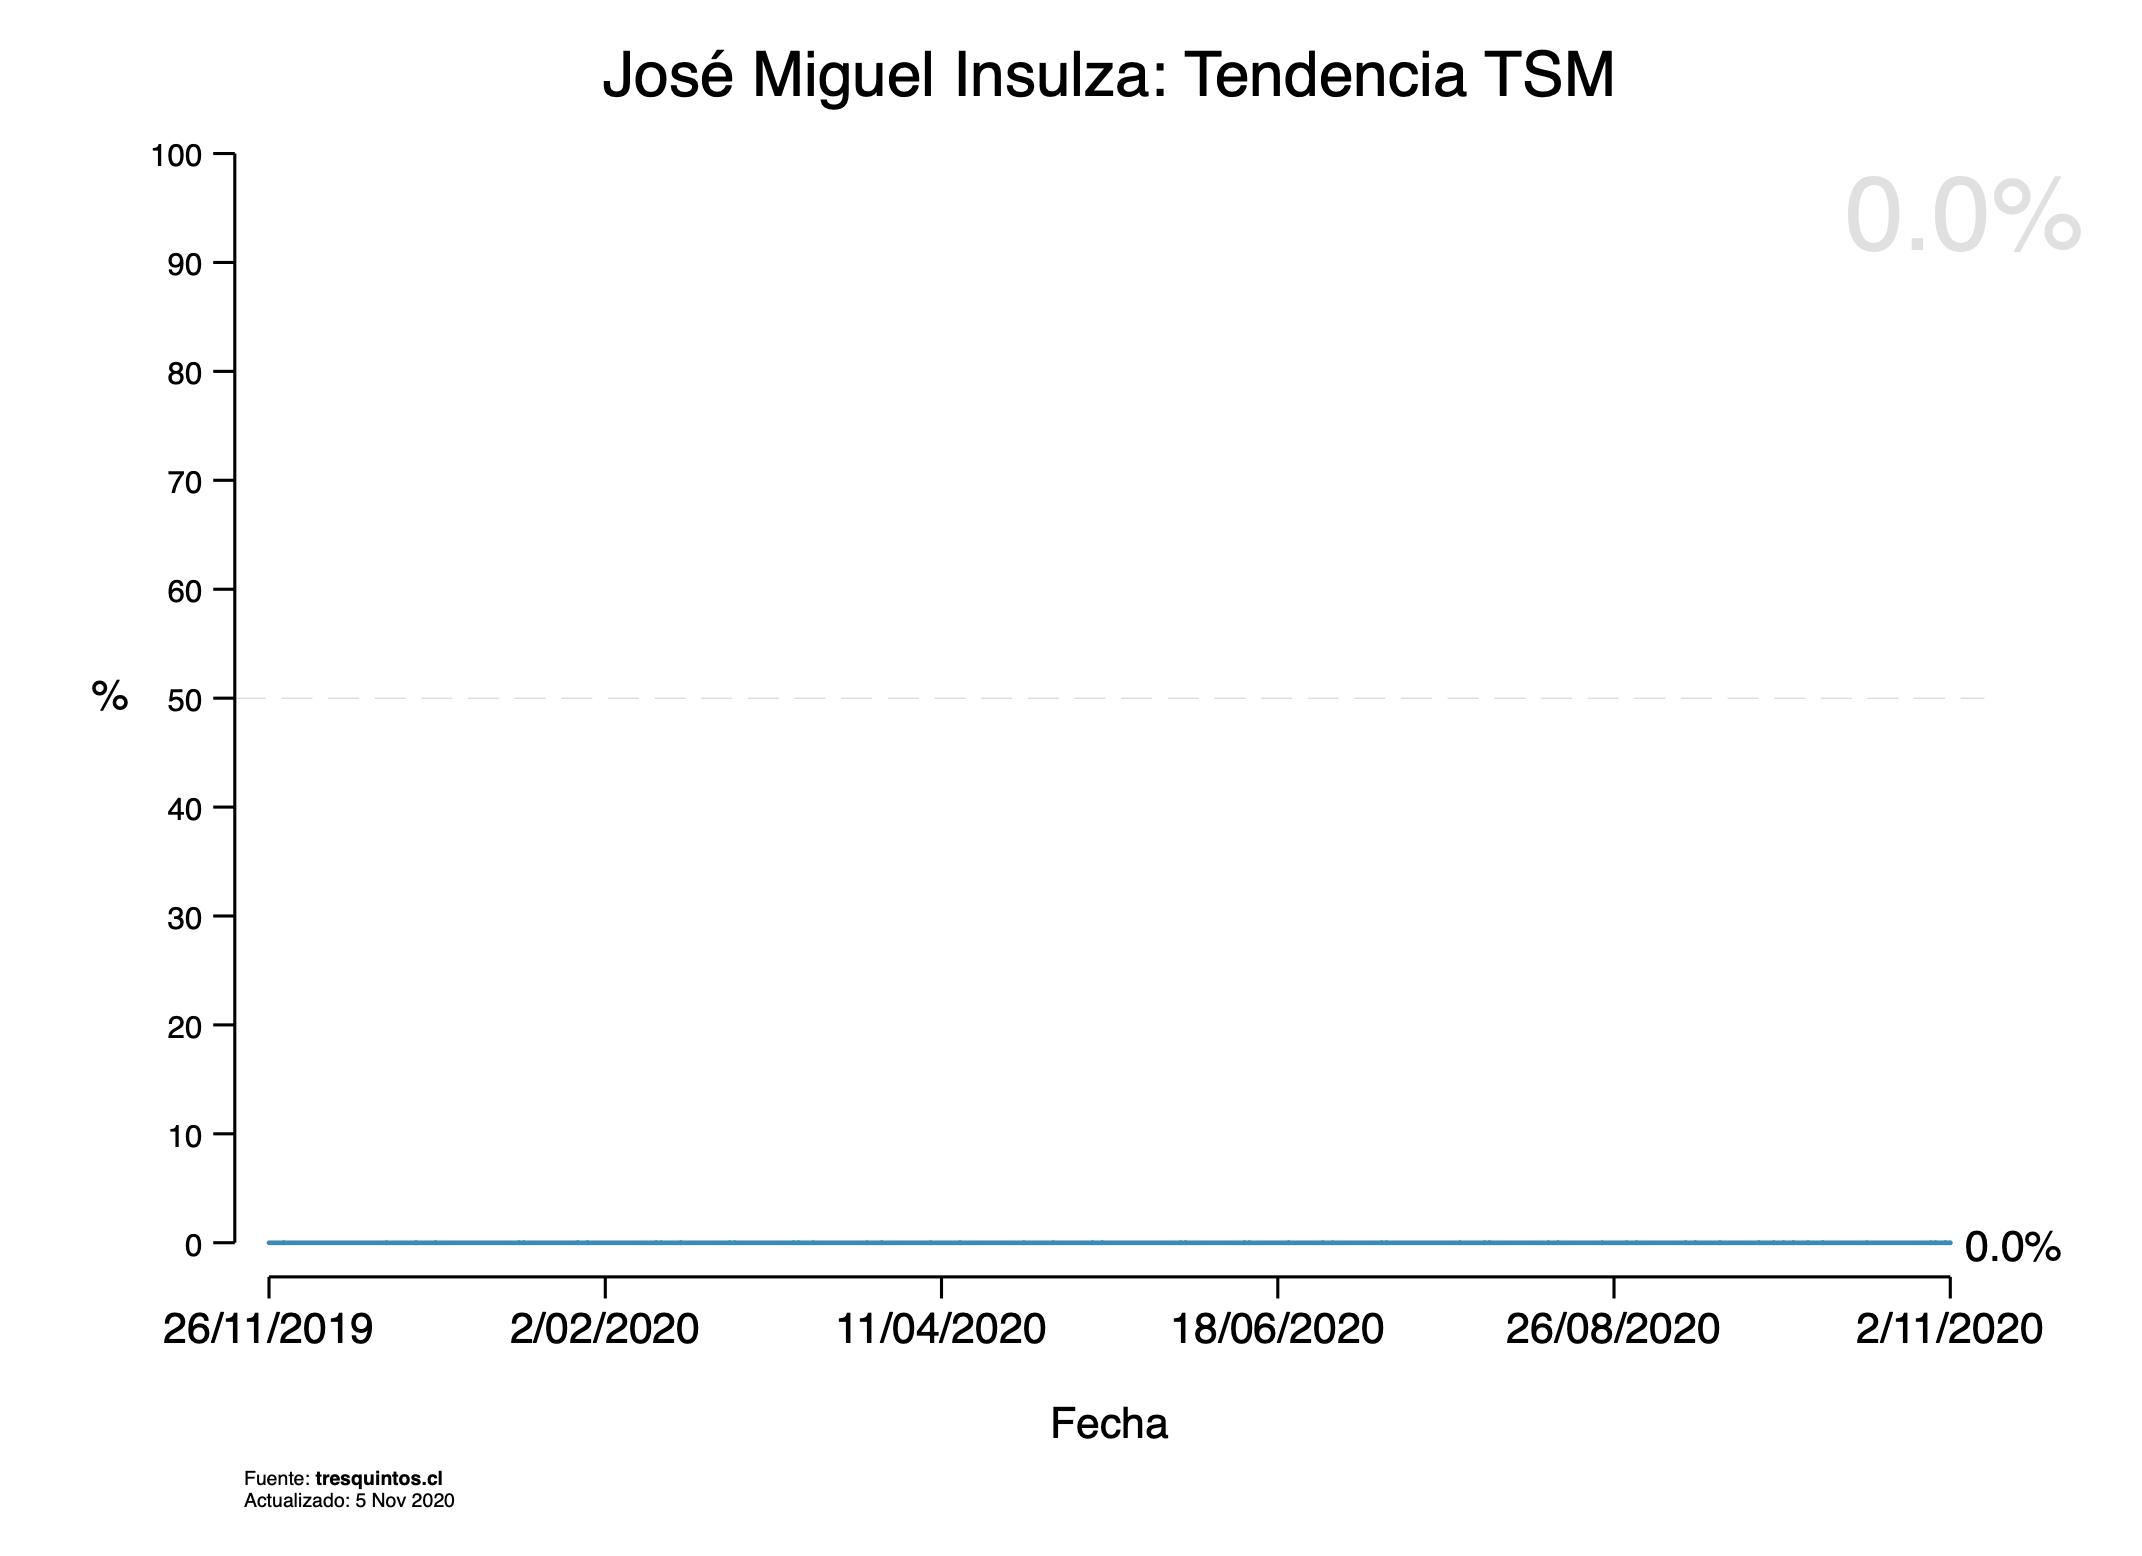 José Miguel Insulza: Tendencia TSM
100
0.0%
90
80
70
60
% 50
40
30
20
10
0
0.0%
26/11/2019 2/02/2020 11/04/2020 18/06/2020 26/08/2020 2/11/2020
Fecha
Fuente: tresquintos.cl
Actualizado: 5 Nov 2020